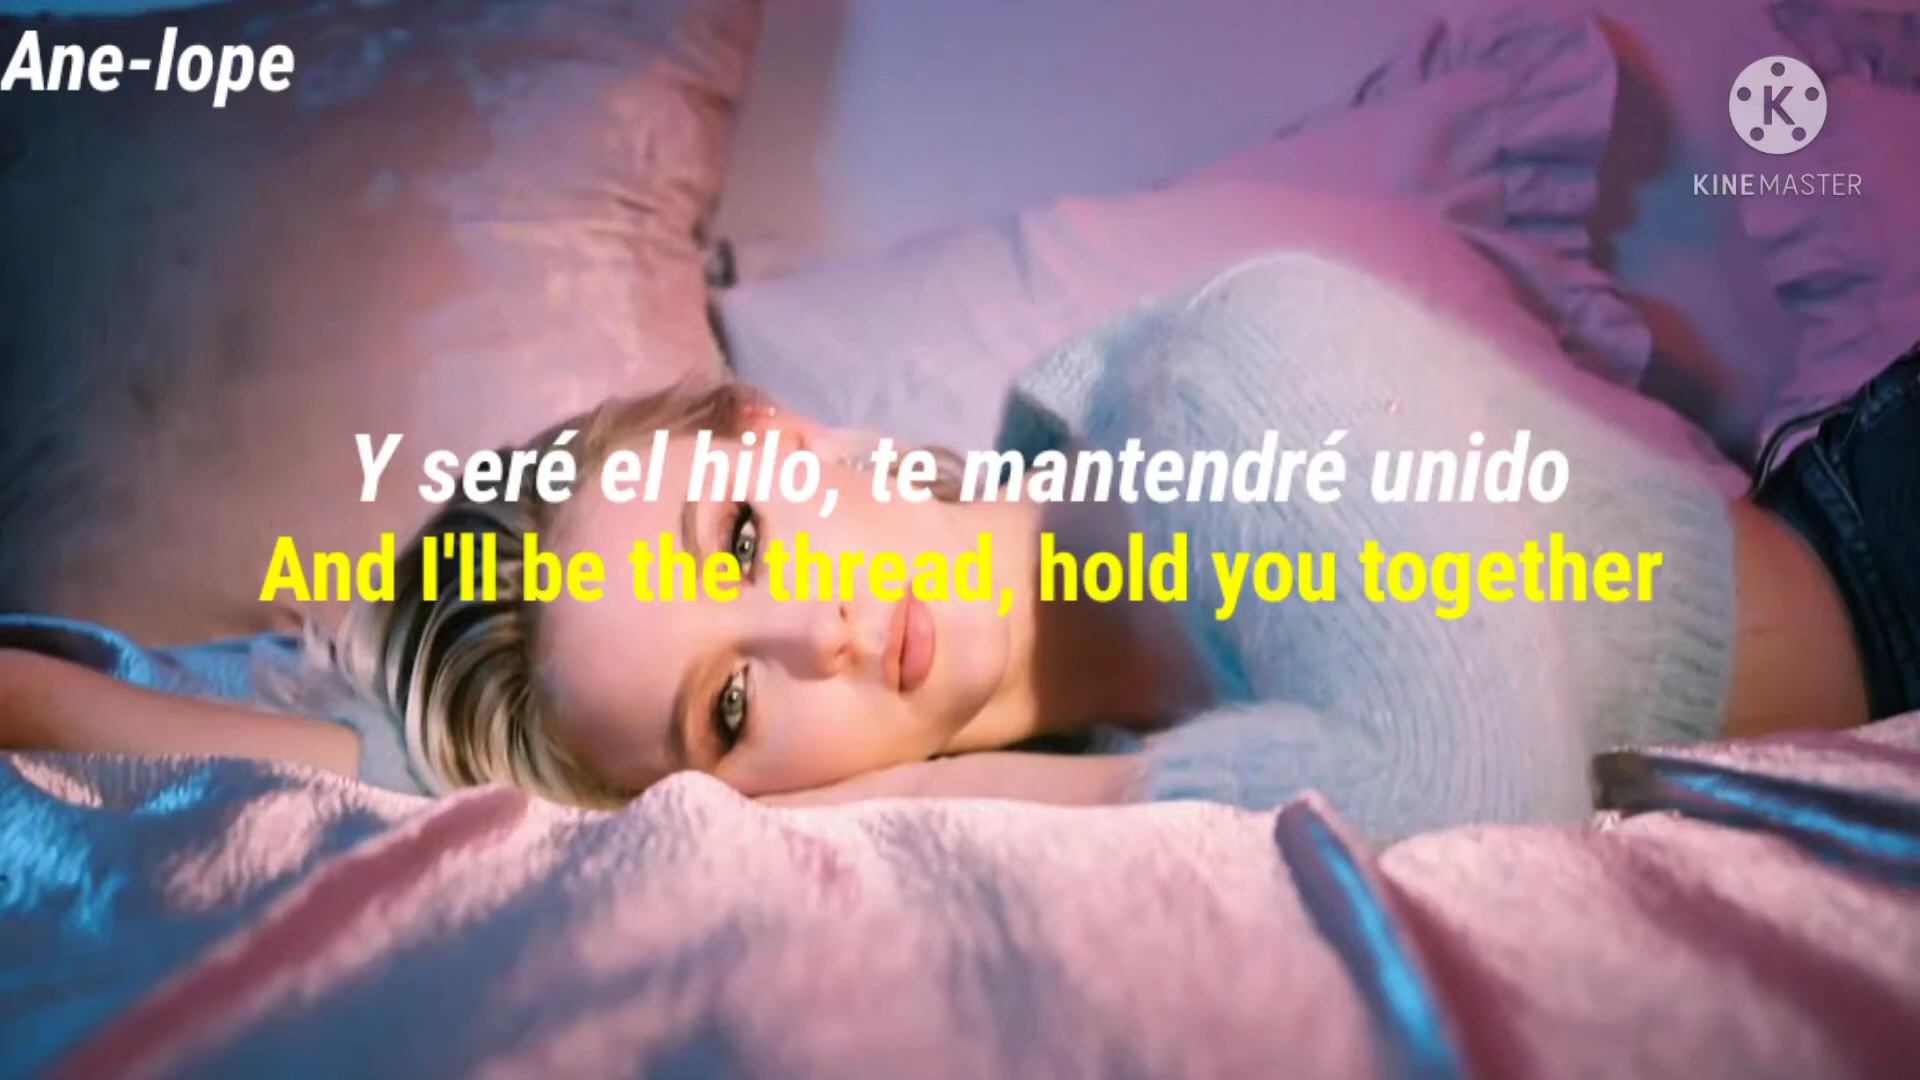 Ane-lope
K
KINEMASTER
Y seré el hilo, te mantendré unido
And I'll be the thread, hold you together